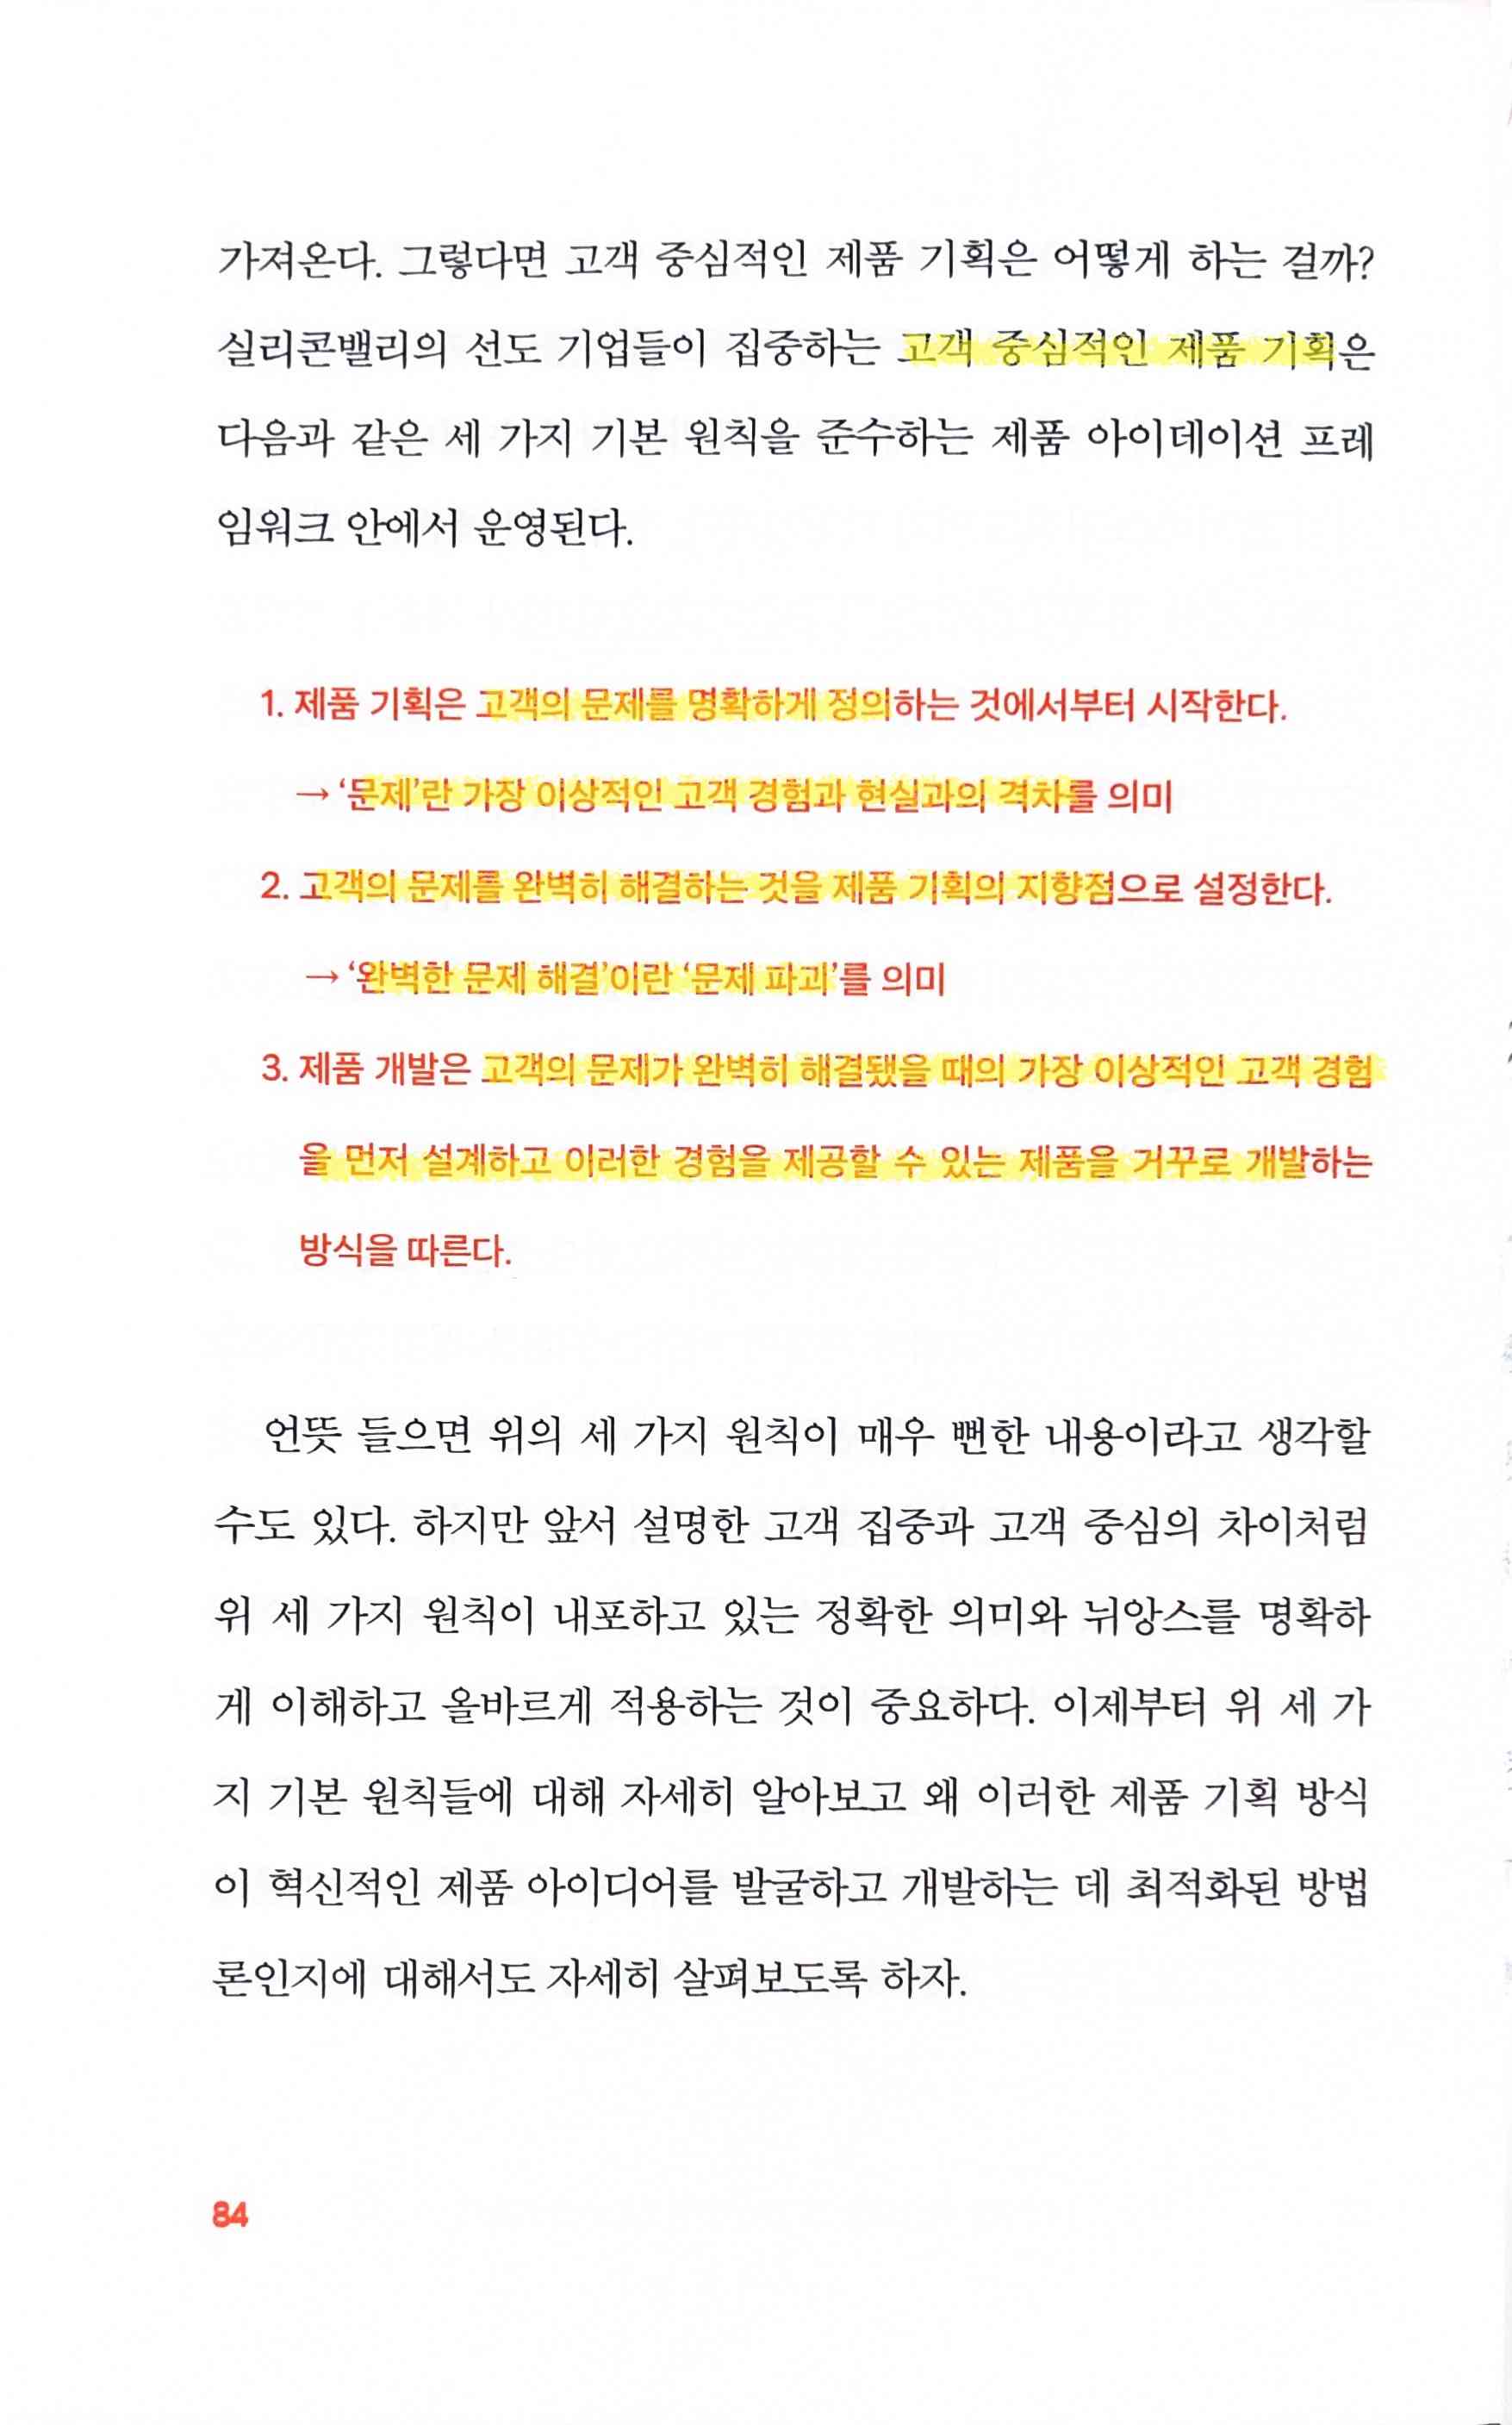 가져온다. 그렇다면 고객 중심적인 제품 기획은 어떻게 하는 걸까?
실리콘밸리의 선도 기업들이 집중하는 고객 중심적인 제품 기획은
다음과 같은 세 가지 기본 원칙을 준수하는 제품 아이데이션 프레
임워크 안에서 운영된다.
1. 제품 기획은 고객의 문제를 명확하게 정의하는 것에서부터 시작한다.
→ ‘문제’란 가장 이상적인 고객 경험과 현실과의 격차를 의미
2. 고객의 문제를 완벽히 해결하는 것을 제품 기획의 지향점으로 설정한다.
→ ‘완벽한 문제 해결’이란 ‘문제 파괴’를 의미
3. 제품 개발은 고객의 문제가 완벽히 해결됐을 때의 가장 이상적인 고객 경험
을 먼저 설계하고 이러한 경험을 제공할 수 있는 제품을 거꾸로 개발하는
방식을 따른다.
언뜻 들으면 위의 세 가지 원칙이 매우 뻔한 내용이라고 생각할
수도 있다. 하지만 앞서 설명한 고객 집중과 고객 중심의 차이처럼
위 세 가지 원칙이 내포하고 있는 정확한 의미와 뉘앙스를 명확하
게 이해하고 올바르게 적용하는 것이 중요하다. 이제부터 위 세 가
지 기본 원칙들에 대해 자세히 알아보고 왜 이러한 제품 기획 방식
이 혁신적인 제품 아이디어를 발굴하고 개발하는 데 최적화된 방법
론인지에 대해서도 자세히 살펴보도록 하자.
84